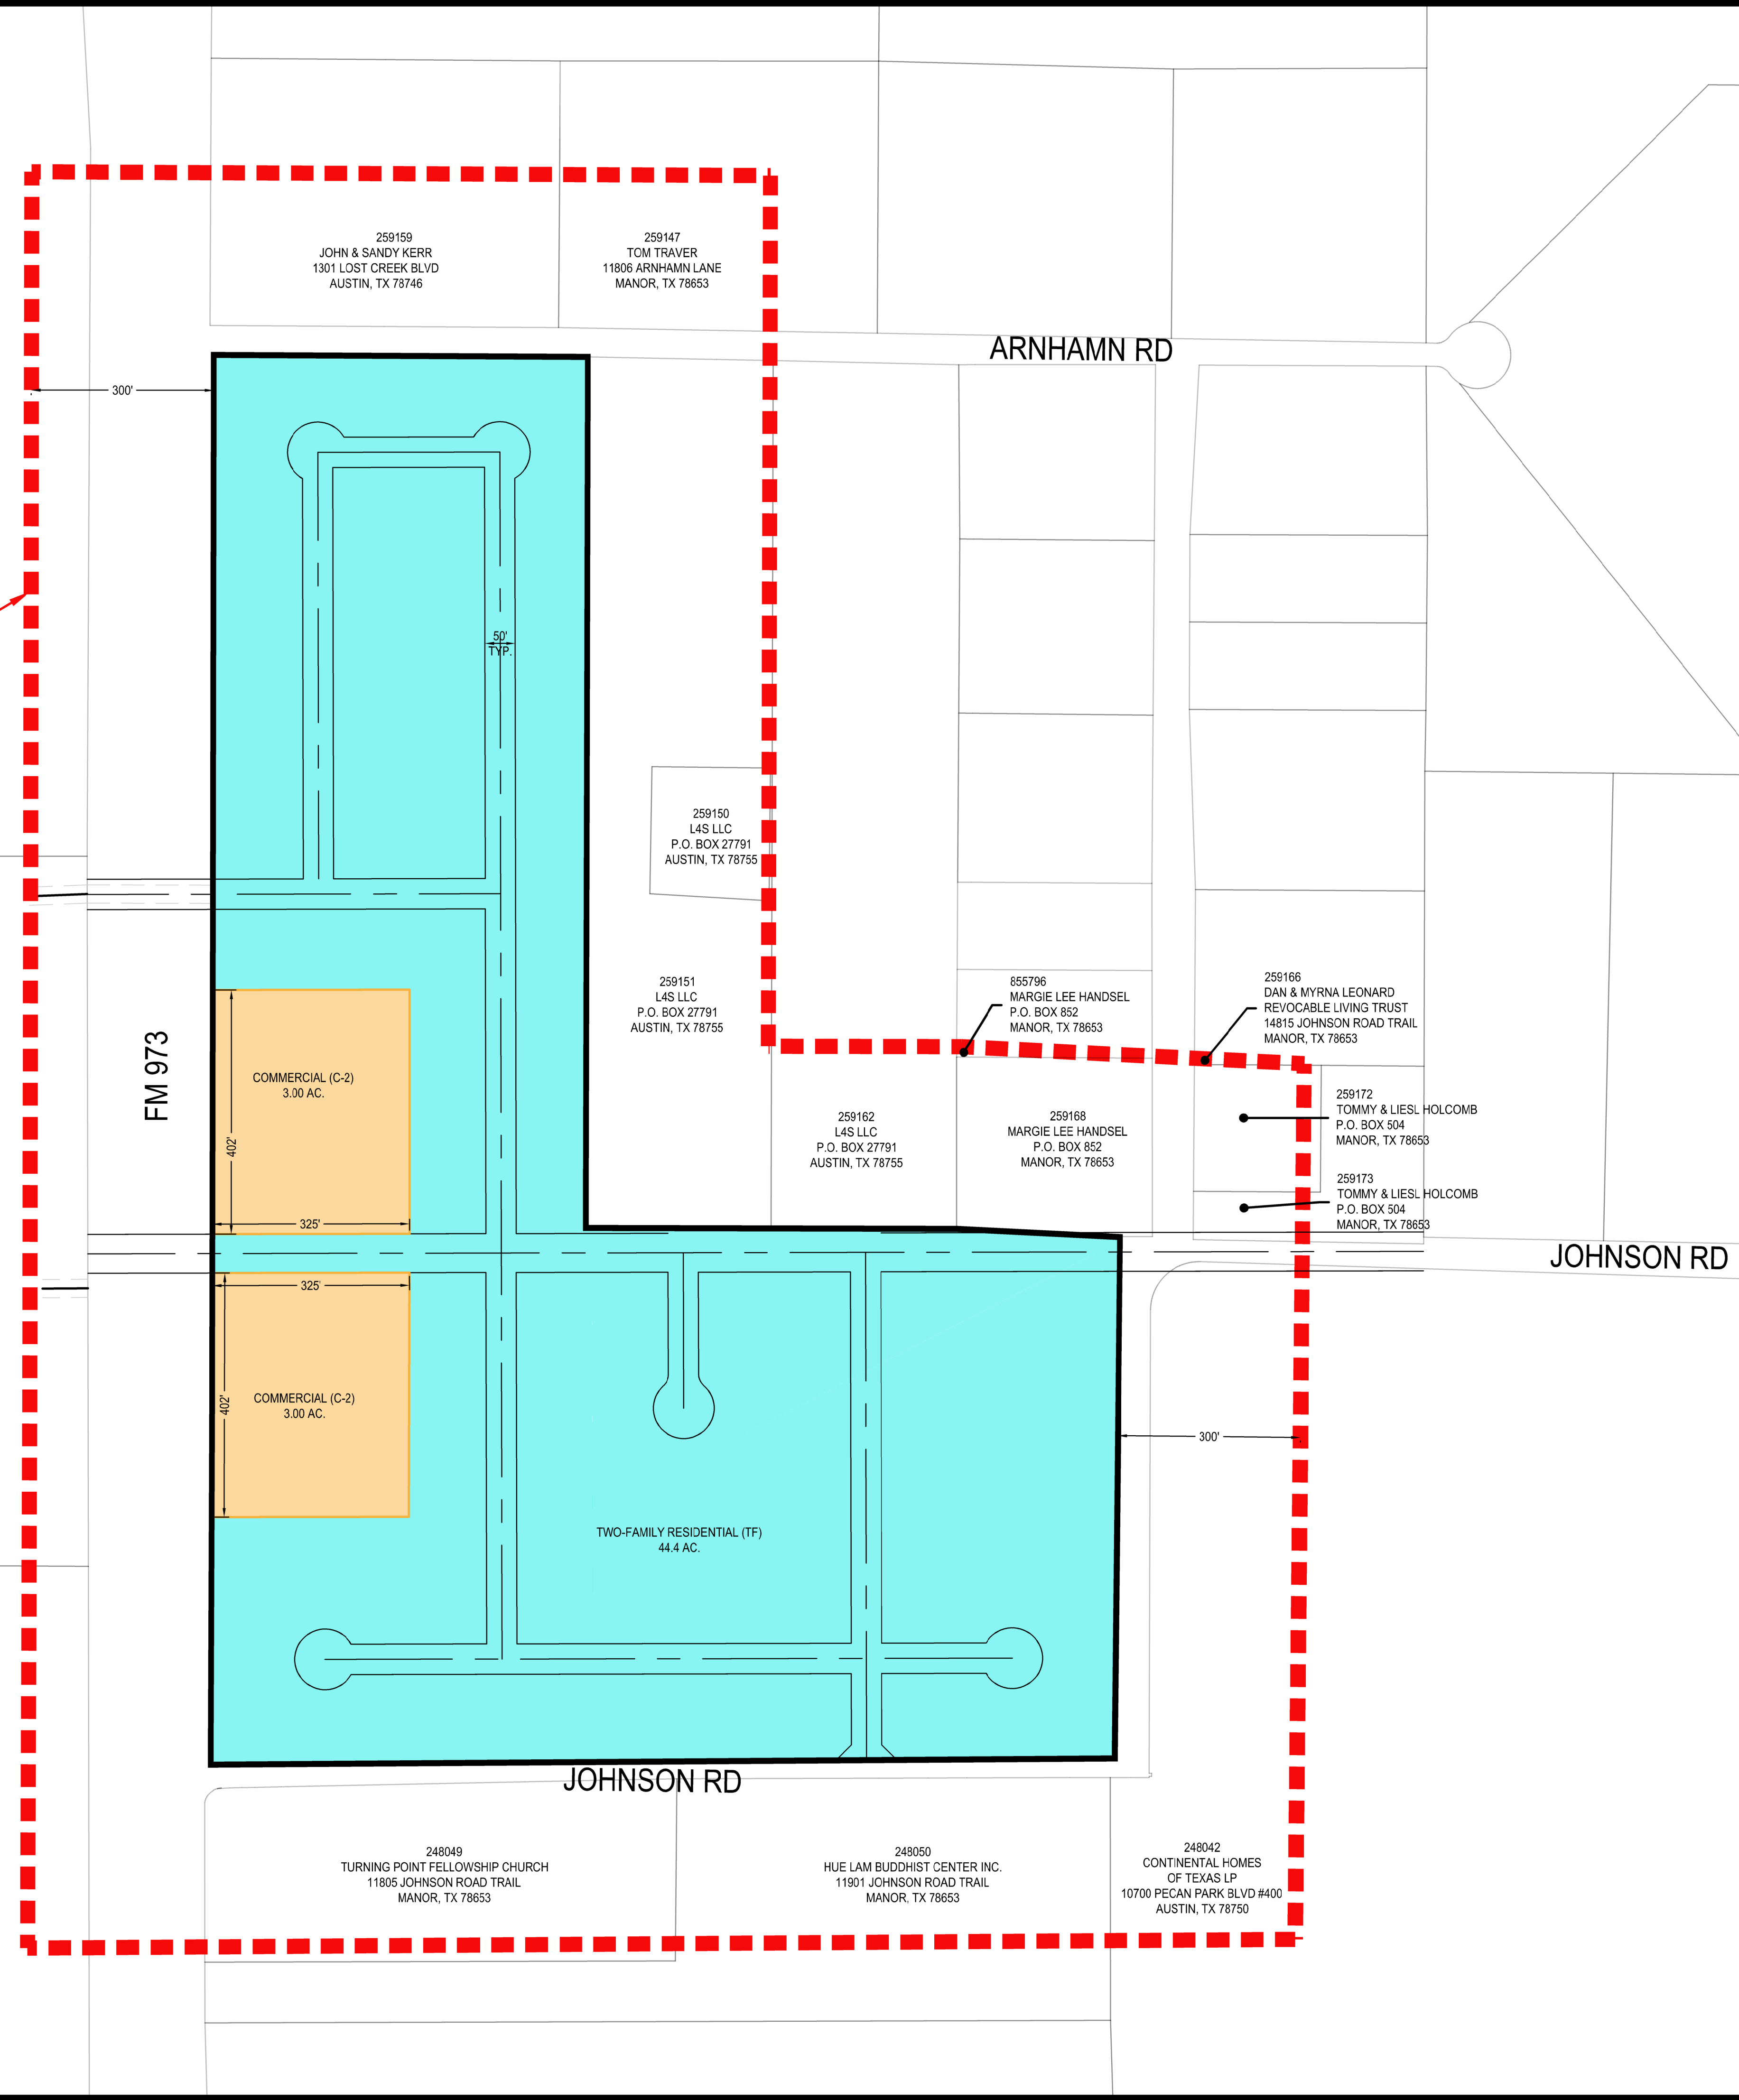 259159
JOHN & SANDY KERR
1301 LOST CREEK BLVD
AUSTIN, TX 78746
259147
TOM TRAVER
11806 ARNHAMN LANE
MANOR, TX 78653
ARNHAMN RD
300'
50'
TYP.
259150
L4S LLC
P.O. BOX 27791
AUSTIN, TX 78755
259151
L4S LLC
P.O. BOX 27791
AUSTIN, TX 78755
855796
MARGIE LEE HANDSEL
P.O. BOX 852
MANOR, TX 78653
259166
DAN & MYRNA LEONARD
REVOCABLE LIVING TRUST
14815 JOHNSON ROAD TRAIL
MANOR, TX 78653
FM 973
COMMERCIAL (C-2)
3.00 AC.
402'
325'
259162
L4S LLC
P.O. BOX 27791
AUSTIN, TX 78755
259168
MARGIE LEE HANDSEL
P.O. BOX 852
MANOR, TX 78653
259172
TOMMY & LIESL HOLCOMB
P.O. BOX 504
MANOR, TX 78653
259173
TOMMY & LIESL HOLCOMB
P.O. BOX 504
MANOR, TX 78653
JOHNSON RD
325'
402'
COMMERCIAL (C-2)
3.00 AC.
300'
TWO-FAMILY RESIDENTIAL (TF)
44.4 AC.
JOHNSON RD
248049
TURNING POINT FELLOWSHIP CHURCH
11805 JOHNSON ROAD TRAIL
MANOR, TX 78653
248050
HUE LAM BUDDHIST CENTER INC.
11901 JOHNSON ROAD TRAIL
MANOR, TX 78653
248042
CONTINENTAL HOMES
OF TEXAS LP
10700 PECAN PARK BLVD #400
AUSTIN, TX 78750